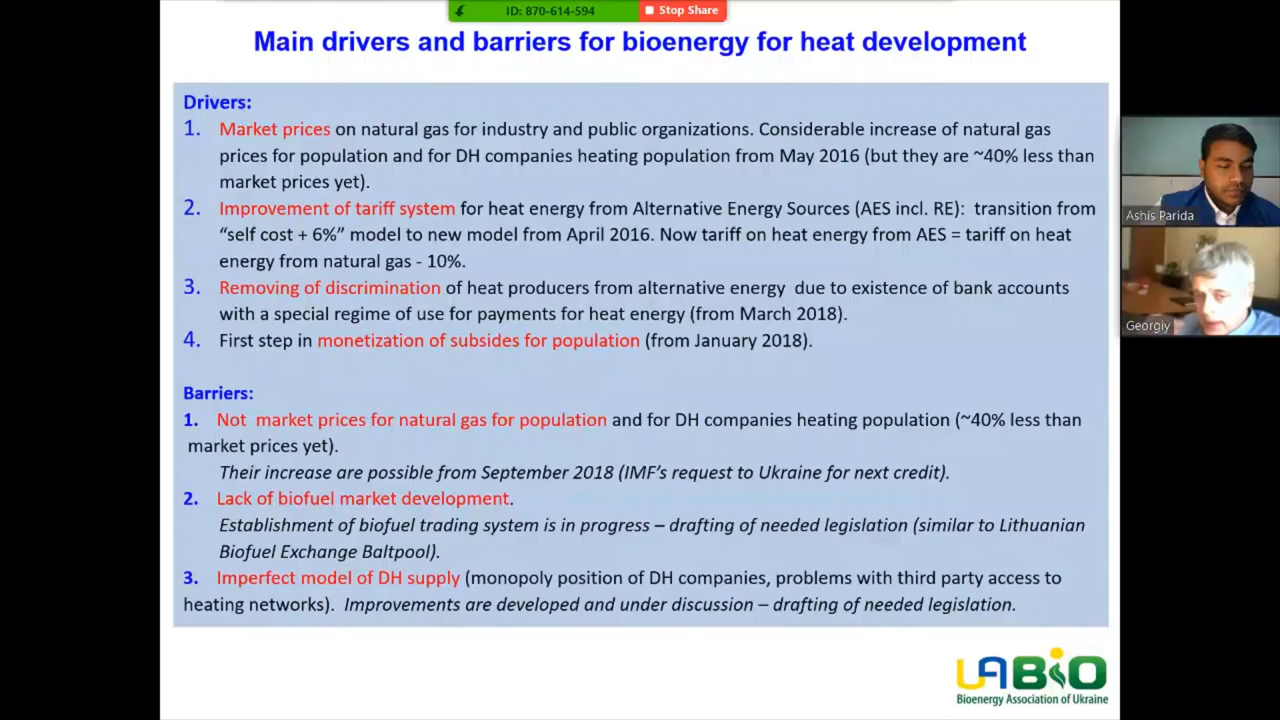 ID: 870-614-594
Stop Share
Main drivers and barriers for bioenergy for heat development
Drivers:
1. Market prices on natural gas for industry and public organizations. Considerable increase of natural gas
prices for population and for DH companies heating population from May 2016 (but they are ~40% less than
market prices yet).
2. Improvement of tariff system for heat energy from Alternative Energy Sources (AES incl. RE): transition from
“self cost + 6%” model to new model from April 2016. Now tariff on heat energy from AES = tariff on heat
energy from natural gas - 10%.
3. Removing of discrimination of heat producers from alternative energy due to existence of bank accounts
with a special regime of use for payments for heat energy (from March 2018).
4. First step in monetization of subsides for population (from January 2018).
Barriers:
1. Not market prices for natural gas for population and for DH companies heating population (~40% less than
market prices yet).
Their increase are possible from September 2018 (IMF’s request to Ukraine for next credit).
2. Lack of biofuel market development.
Establishment of biofuel trading system is in progress – drafting of needed legislation (similar to Lithuanian
Biofuel Exchange Baltpool).
3. Imperfect model of DH supply (monopoly position of DH companies, problems with third party access to
heating networks). Improvements are developed and under discussion – drafting of needed legislation.
UABIO
Bioenergy Association of Ukraine
Ashis Parida
Georgiy